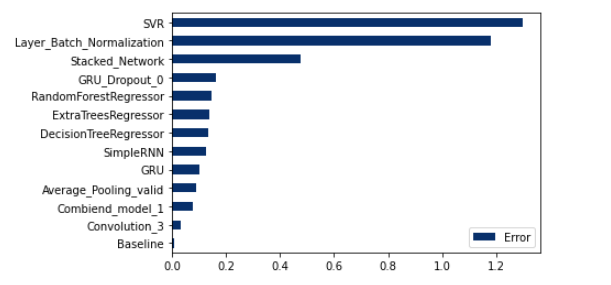 SVR
Layer_Batch_Normalization
Stacked_Network
GRU_Dropout_0
RandomForestRegressor
ExtraTreesRegressor
DecisionTreeRegressor
SimpleRNN
GRU
Average_Pooling_valid
Combiend_model_1
Convolution_3
Baseline
Error
0.0 0.2 0.4 0.6 0.8 1.0 1.2